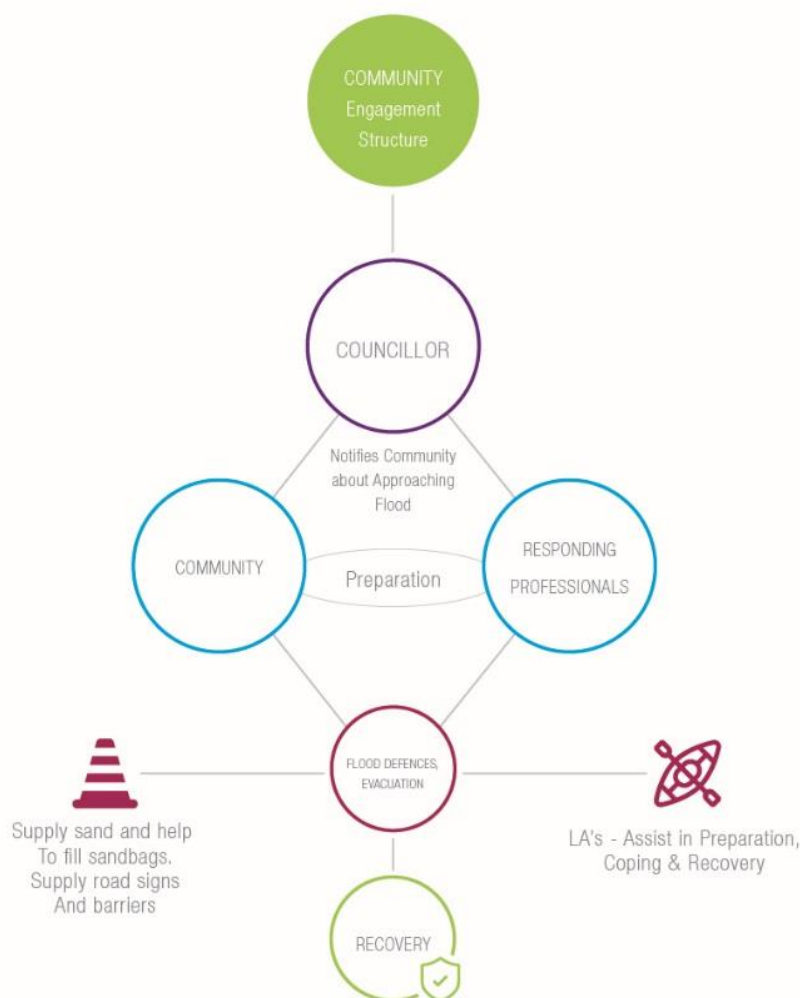 COMMUNITY
Engagement
Structure
COUNCILLOR
Notifies Community
about Approaching
Flood
COMMUNITY
Preparation
RESPONDING
PROFESSIONALS
FLOOD DEFENCES,
EVACUATION
Supply sand and help
To fill sandbags.
Supply road signs
And barriers
LA's - Assist in Preparation,
Coping & Recovery
RECOVERY